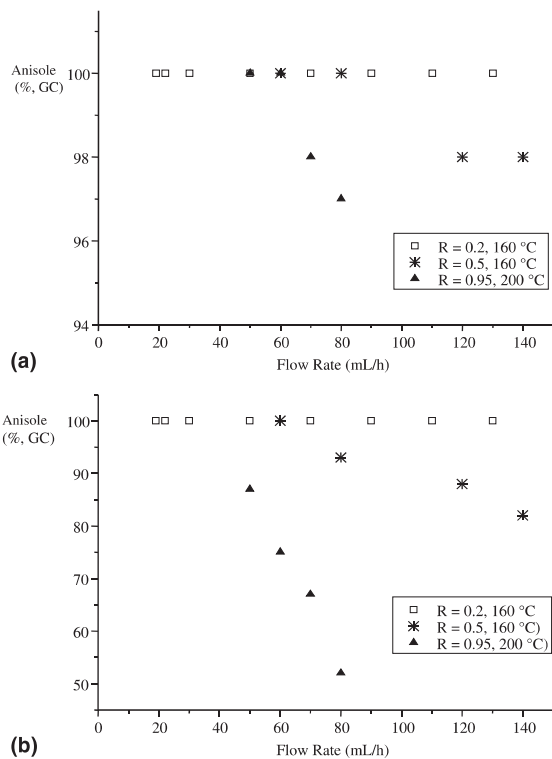 Anisole
(%, GC)
100
98
96
94
0
20
40
60
80
100
120
140
R = 0.2, 160 °C
R = 0.5, 160 °C
R = 0.95, 200 °C
Flow Rate (mL/h)
(a)
Anisole
(%, GC)
100
90
80
70
60
50
0
20
40
60
80
100
120
140
R = 0.2, 160 °C
R = 0.5, 160 °C)
R = 0.95, 200 °C)
Flow Rate (mL/h)
(b)